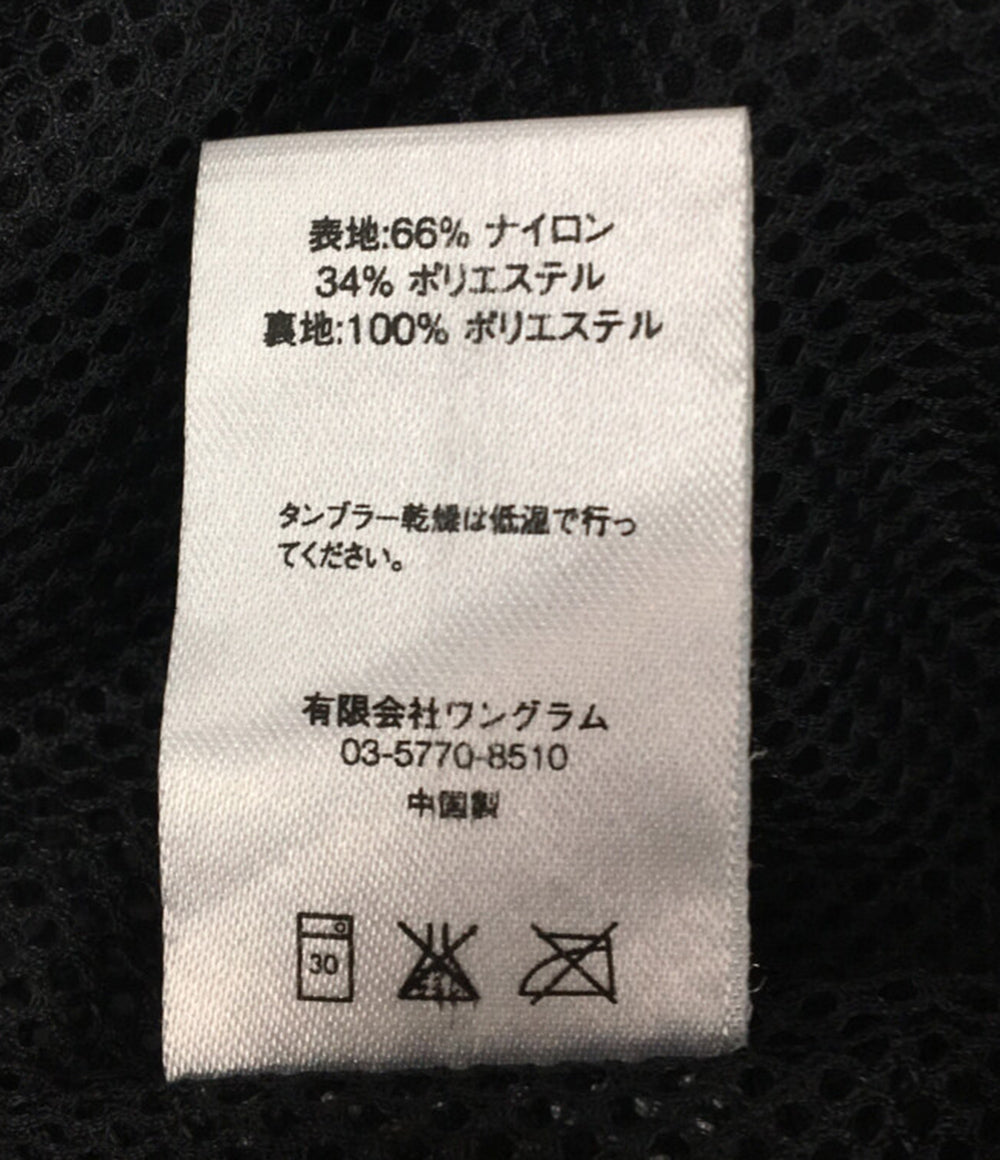 表地:66% ナイロン
34% ポリエステル
裏地:100% ポリエステル
タンブラー乾燥は低温で行っ
てください。
有限会社ワングラム
03-5770-8510
中国製
30